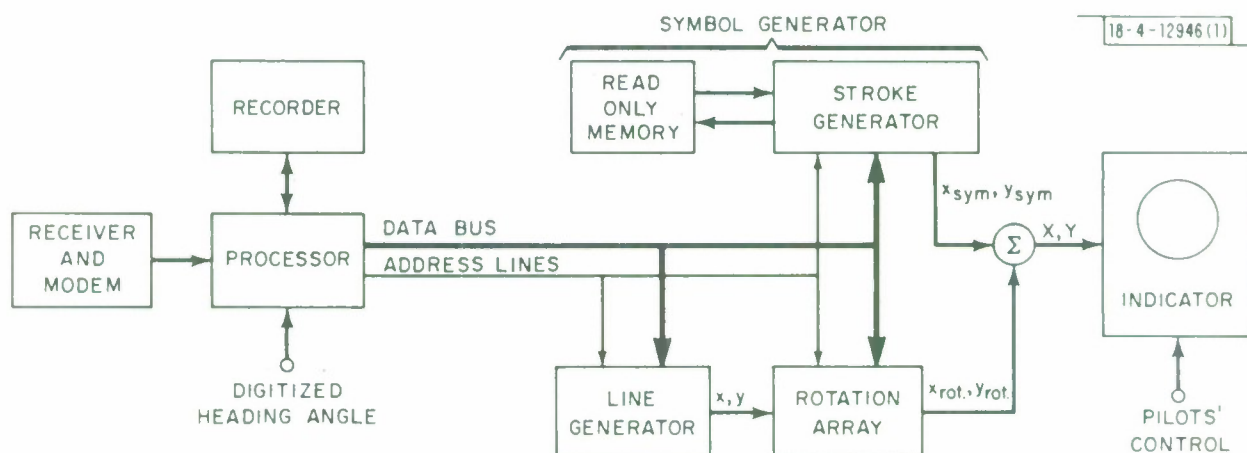 SYMBOL GENERATOR
18-4-12946(1)
RECORDER
READ
ONLY
MEMORY
STROKE
GENERATOR
RECEIVER
AND
MODEM
PROCESSOR
DATA BUS
ADDRESS LINES
xsym, ysym
Σ
X, Y
INDICATOR
DIGITIZED
HEADING ANGLE
LINE
GENERATOR
x, y
ROTATION
ARRAY
xrot., yrot.
PILOTS'
CONTROL